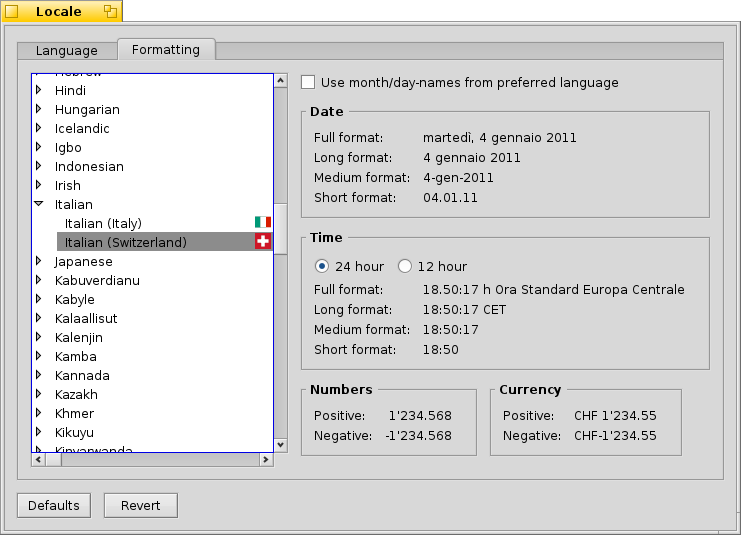 Locale
Language
Formatting
Hebrew
Hindi
Hungarian
Icelandic
Igbo
Indonesian
Irish
Italian
Italian (Italy)
Italian (Switzerland)
Japanese
Kabuverdianu
Kabyle
Kalaallisut
Kalenjin
Kamba
Kannada
Kazakh
Khmer
Kikuyu
Kinyarwanda
Use month/day-names from preferred language
Date
Full format: martedì, 4 gennaio 2011
Long format: 4 gennaio 2011
Medium format: 4-gen-2011
Short format: 04.01.11
Time
24 hour 12 hour
Full format: 18.50:17 h Ora Standard Europa Centrale
Long format: 18:50:17 CET
Medium format: 18:50:17
Short format: 18:50
Numbers
Positive: 1'234.568
Negative: -1'234.568
Currency
Positive: CHF 1'234.55
Negative: CHF-1'234.55
Defaults
Revert